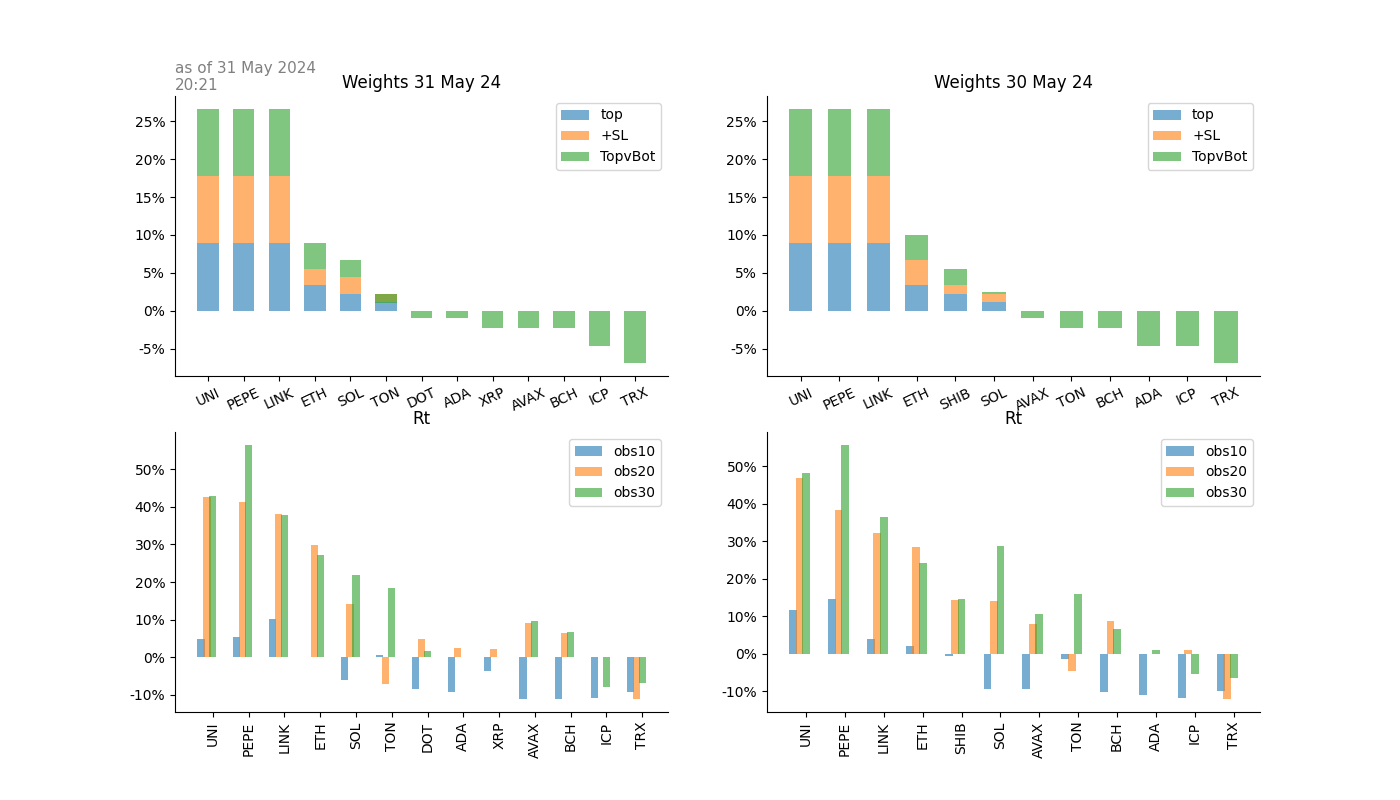 as of 31 May 2024
20:21
Weights 31 May 24
25%
20%
15%
10%
5%
0%
-5%
top
+SL
TopvBot
UNI PEPE LINK ETH SOL TON DOT ADA XRP AVAX BCH ICP TRX
Weights 30 May 24
25%
20%
15%
10%
5%
0%
-5%
top
+SL
TopvBot
UNI PEPE LINK ETH SHIB SOL AVAX TON BCH ADA ICP TRX
Rt
50%
40%
30%
20%
10%
0%
-10%
obs10
obs20
obs30
UNI PEPE LINK ETH SOL TON DOT ADA XRP AVAX BCH ICP TRX
Rt
50%
40%
30%
20%
10%
0%
-10%
obs10
obs20
obs30
UNI PEPE LINK ETH SHIB SOL AVAX TON BCH ADA ICP TRX